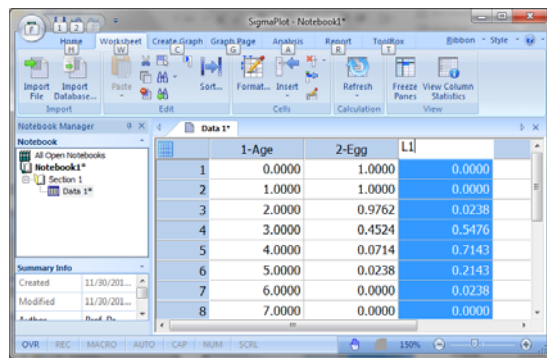 SigmaPlot - Notebook1*
F 1 2
Home Worksheet Create Graph Graph Page Analysis Report ToolBox Ribbon Style
H W C G A R T
Import File Import Database... Paste Sort... Format... Insert Refresh Freeze Panes View Column Statistics
Import Edit Cells Calculation View
Notebook Manager
Data 1*
Notebook
All Open Notebooks
Notebook1*
Section 1
Data 1*
Summary Info
Created 11/30/201...
Modified 11/30/201...
1-Age 2-Egg L1
1 0.0000 1.0000 0.0000
2 1.0000 1.0000 0.0000
3 2.0000 0.9762 0.0238
4 3.0000 0.4524 0.5476
5 4.0000 0.0714 0.7143
6 5.0000 0.0238 0.2143
7 6.0000 0.0000 0.0238
8 7.0000 0.0000 0.0000
OVR REC MACRO AUTO CAP NUM SCRL 150%